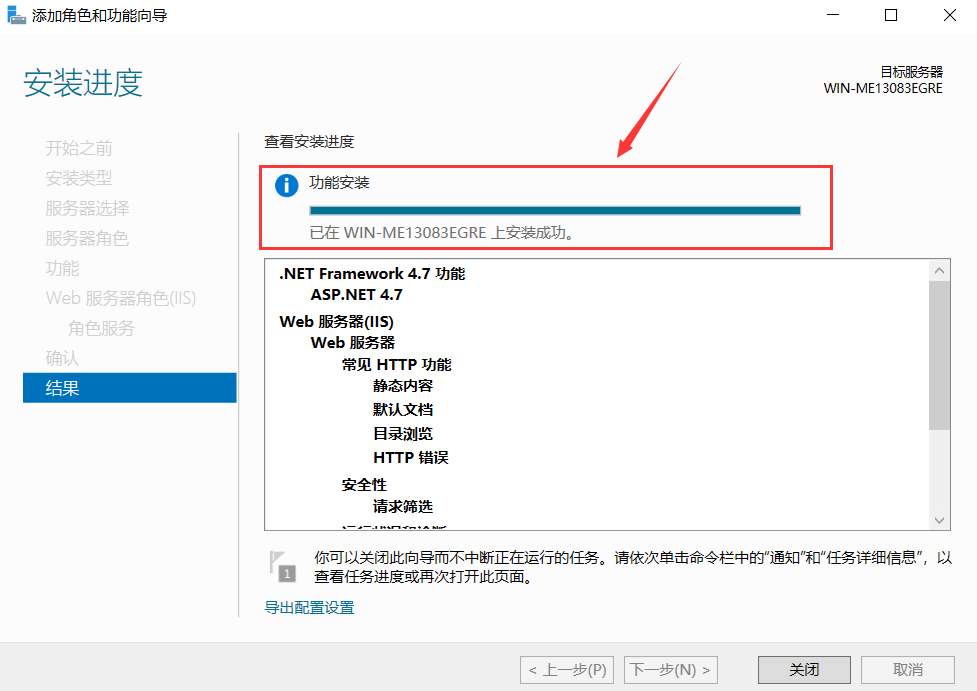 添加角色和功能向导
安装进度
目标服务器
WIN-ME13083EGRE
开始之前
安装类型
服务器选择
服务器角色
功能
Web 服务器角色(IIS)
角色服务
确认
结果
查看安装进度
功能安装
已在 WIN-ME13083EGRE 上安装成功。
.NET Framework 4.7 功能
ASP.NET 4.7
Web 服务器(IIS)
Web 服务器
常见 HTTP 功能
静态内容
默认文档
目录浏览
HTTP 错误
安全性
请求筛选
运行状况和诊断
1
你可以关闭此向导而不中断正在运行的任务。请依次单击命令栏中的“通知”和“任务详细信息”，以
查看任务进度或再次打开此页面。
导出配置设置
< 上一步(P)
下一步(N) >
关闭
取消